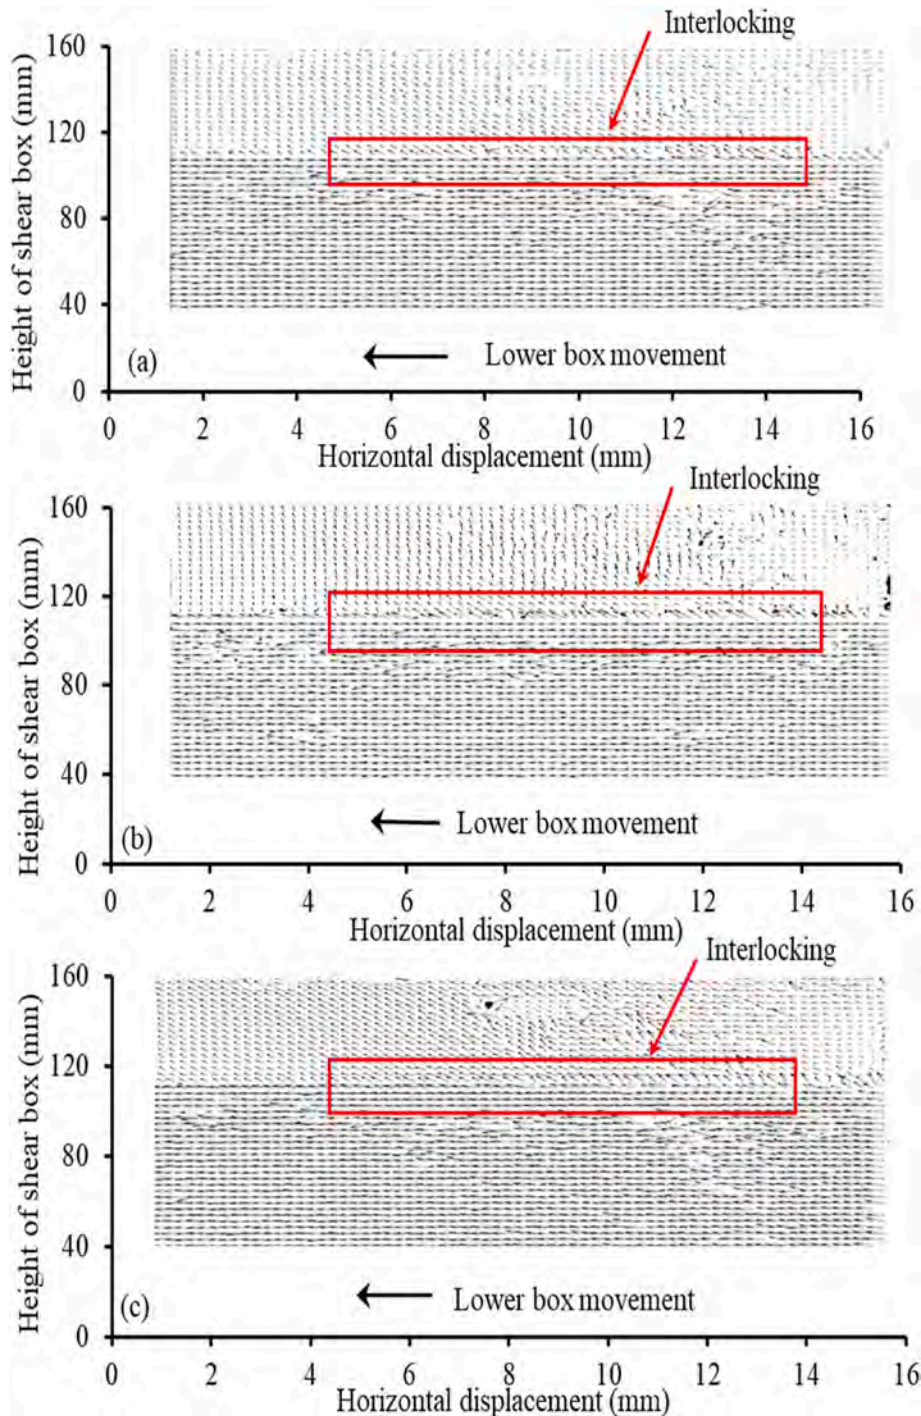 Interlocking
160
120
80
40
0
Height of shear box (mm)
(a)
Lower box movement
0 2 4 6 8 10 12 14 16
Horizontal displacement (mm)
Interlocking
160
120
80
40
0
Height of shear box (mm)
(b)
Lower box movement
0 2 4 6 8 10 12 14 16
Horizontal displacement (mm)
Interlocking
160
120
80
40
0
Height of shear box (mm)
(c)
Lower box movement
0 2 4 6 8 10 12 14 16
Horizontal displacement (mm)